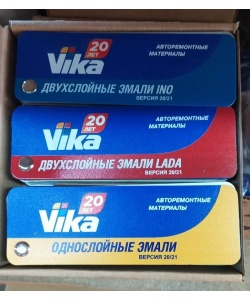 20
ЛЕТ
Vika
АВТОРЕМОНТНЫЕ
МАТЕРИАЛЫ
ДВУХСЛОЙНЫЕ ЭМАЛИ INO
ВЕРСИЯ 20/21
20
ЛЕТ
Vika
АВТОРЕМОНТНЫЕ
МАТЕРИАЛЫ
ДВУХСЛОЙНЫЕ ЭМАЛИ LADA
ВЕРСИЯ 20/21
20
ЛЕТ
Vika
АВТОРЕМОНТНЫЕ
МАТЕРИАЛЫ
ОДНОСЛОЙНЫЕ ЭМАЛИ
ВЕРСИЯ 20/21